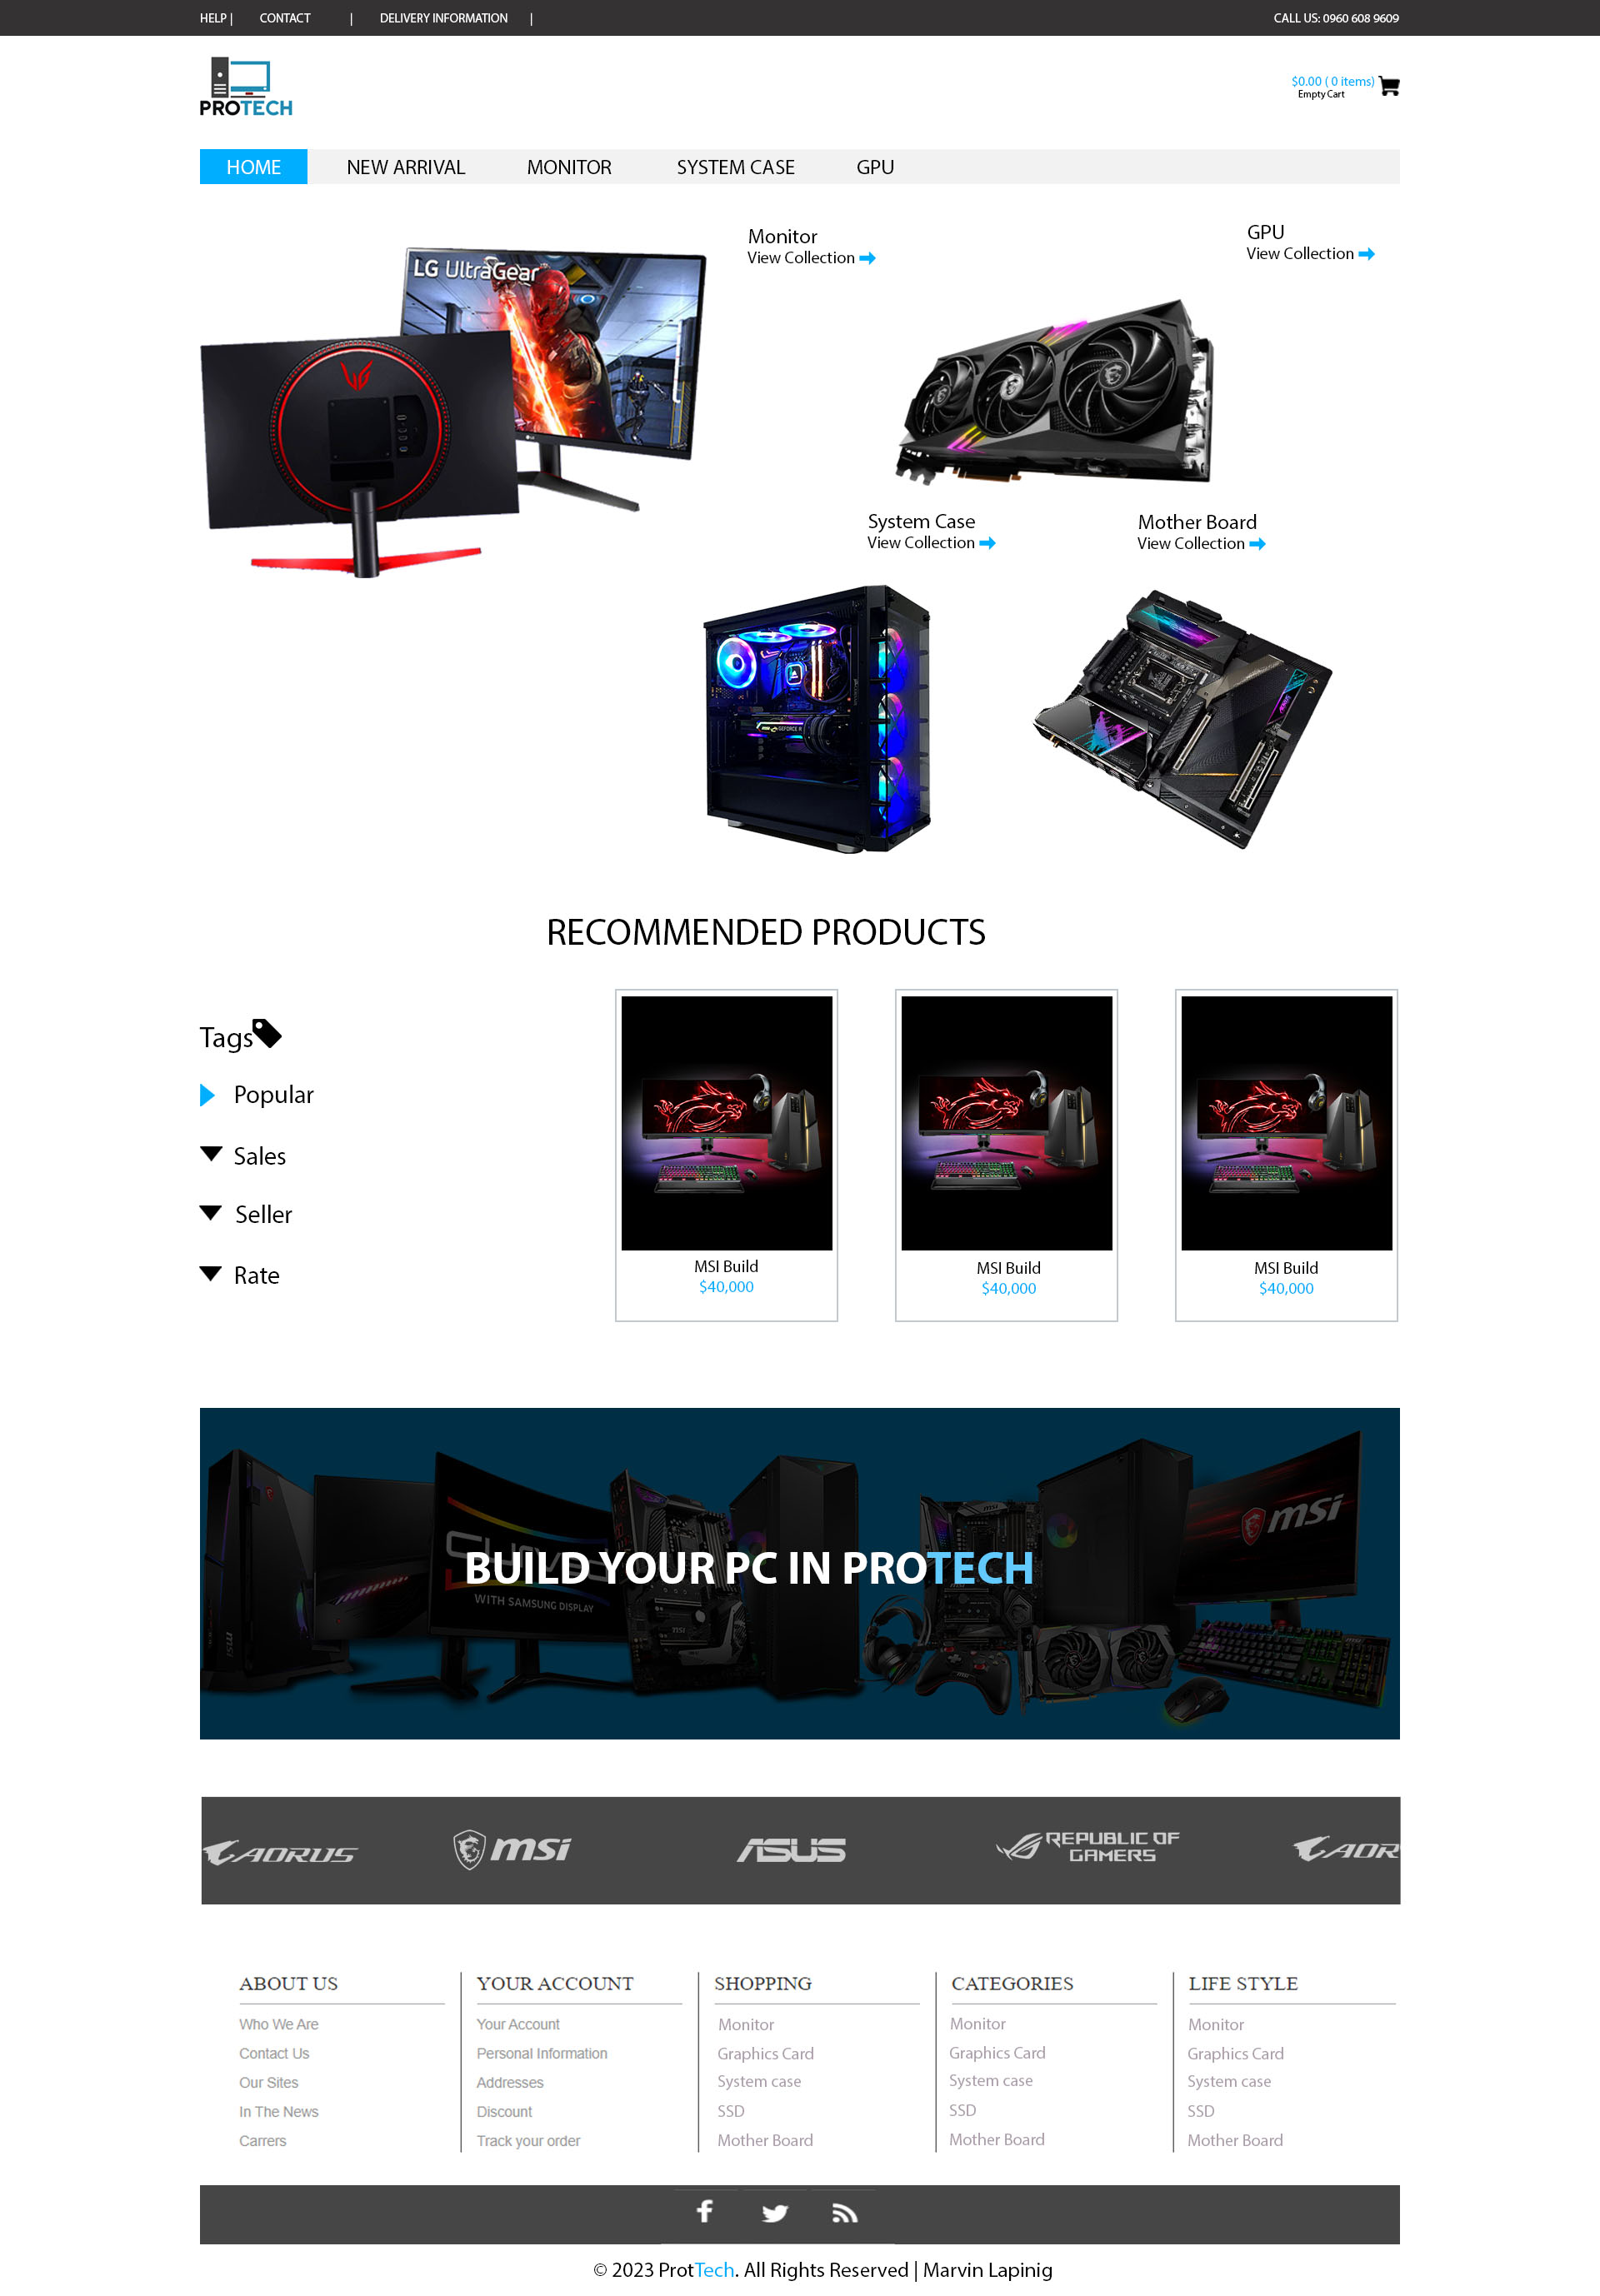 HELP | CONTACT | DELIVERY INFORMATION |
CALL US: 0960 608 9609
PROTECH
$0.00 ( 0 items)
Empty Cart
HOME NEW ARRIVAL MONITOR SYSTEM CASE GPU
Monitor
View Collection
GPU
View Collection
LG UltraGear
LG
System Case
View Collection
Mother Board
View Collection
GEFORCE R
RECOMMENDED PRODUCTS
Tags
Popular
Sales
Seller
Rate
MSI Build
$40,000
MSI Build
$40,000
MSI Build
$40,000
BUILD YOUR PC IN PROTECH
WITH SAMSUNG DISPLAY
msi
msi
msi
msi
AORUS
msi
ASUS
REPUBLIC OF
GAMERS
AOR
ABOUT US
Who We Are
Contact Us
Our Sites
In The News
Carrers
YOUR ACCOUNT
Your Account
Personal Information
Addresses
Discount
Track your order
SHOPPING
Monitor
Graphics Card
System case
SSD
Mother Board
CATEGORIES
Monitor
Graphics Card
System case
SSD
Mother Board
LIFE STYLE
Monitor
Graphics Card
System case
SSD
Mother Board
© 2023 ProtTech. All Rights Reserved | Marvin Lapinig